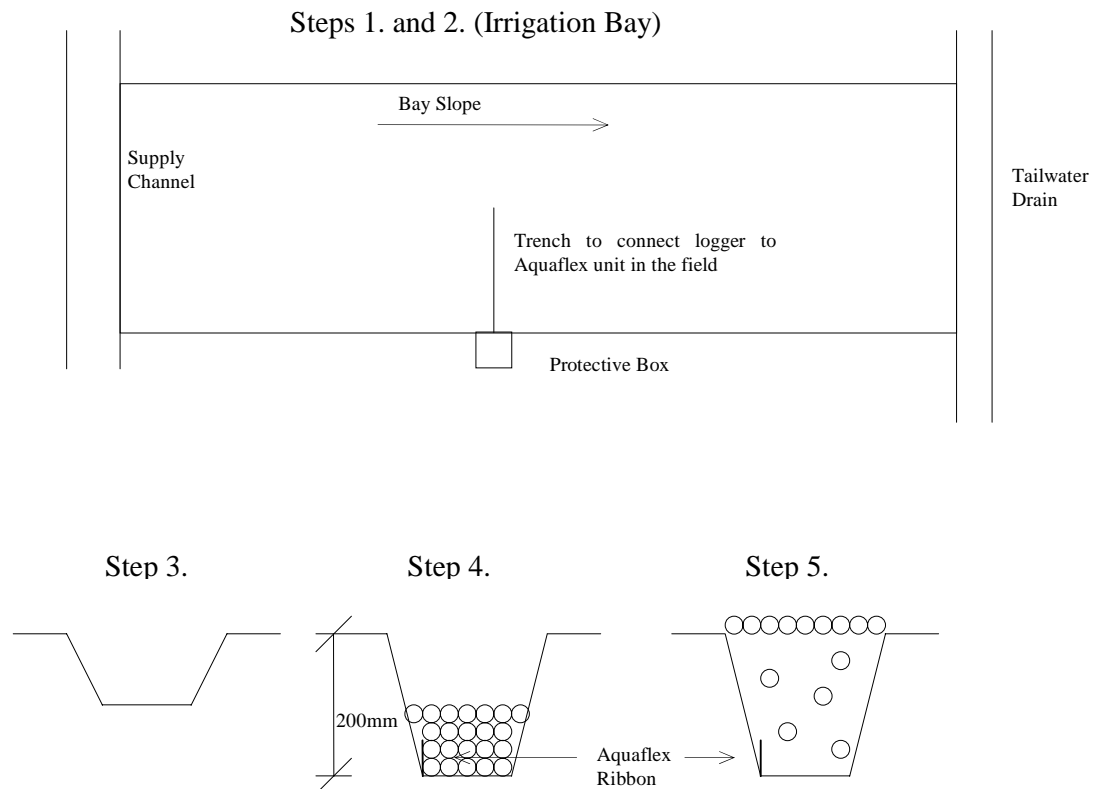 Steps 1. and 2. (Irrigation Bay)
Bay Slope
Supply
Channel
Tailwater
Drain
Trench to connect logger to
Aquaflex unit in the field
Protective Box
Step 3.
Step 4.
Step 5.
200mm
Aquaflex
Ribbon